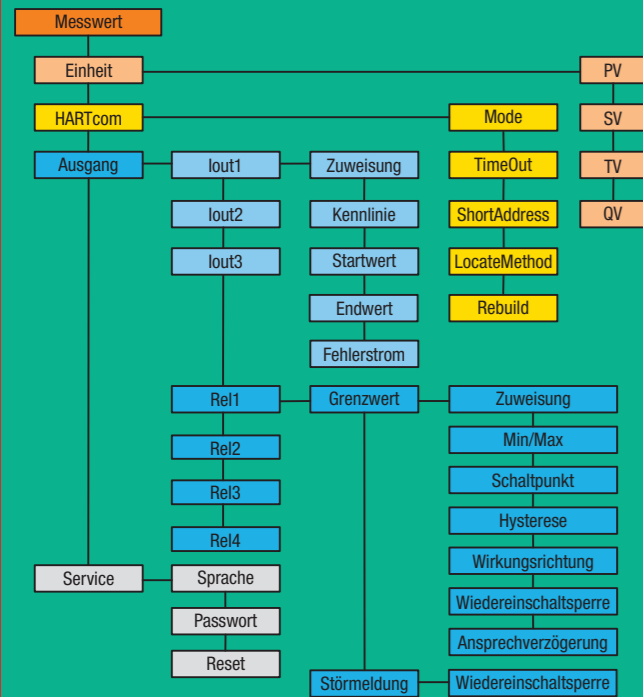 Messwert
Einheit PV
SV
HARTcom Mode
Ausgang Iout1 Zuweisung TimeOut TV
Iout2 Kennlinie ShortAddress QV
Iout3 Startwert LocateMethod
Endwert Rebuild
Fehlerstrom
Rel1 Grenzwert Zuweisung
Rel2 Min/Max
Rel3 Schaltpunkt
Rel4 Hysterese
Wirkungsrichtung
Service Sprache
Wiedereinschaltsperre
Passwort
Ansprechverzögerung
Reset
Störmeldung Wiedereinschaltsperre